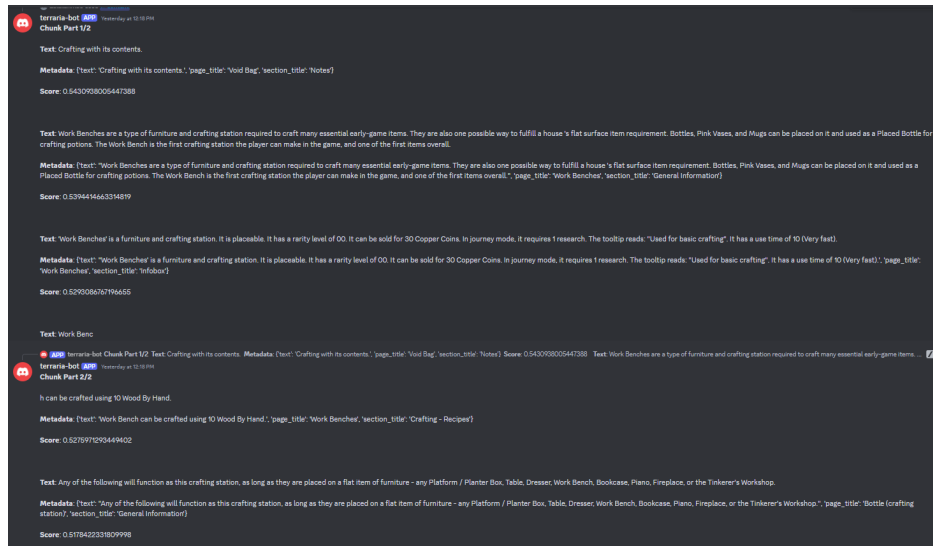 terraria-bot APP Yesterday at 12:18 PM
Chunk Part 1/2
Text: Crafting with its contents.
Metadata: {'text': 'Crafting with its contents.', 'page_title': 'Void Bag', 'section_title': 'Notes'}
Score: 0.5430938005447388
Text: Work Benches are a type of furniture and crafting station required to craft many essential early-game items. They are also one possible way to fulfill a house 's flat surface item requirement. Bottles, Pink Vases, and Mugs can be placed on it and used as a Placed Bottle for
crafting potions. The Work Bench is the first crafting station the player can make in the game, and one of the first items overall.
Metadata: {'text': "Work Benches are a type of furniture and crafting station required to craft many essential early-game items. They are also one possible way to fulfill a house 's flat surface item requirement. Bottles, Pink Vases, and Mugs can be placed on it and used as a
Placed Bottle for crafting potions. The Work Bench is the first crafting station the player can make in the game, and one of the first items overall.", 'page_title': 'Work Benches', 'section_title': 'General Information'}
Score: 0.5394414663314819
Text: 'Work Benches' is a furniture and crafting station. It is placeable. It has a rarity level of 00. It can be sold for 30 Copper Coins. In journey mode, it requires 1 research. The tooltip reads: "Used for basic crafting". It has a use time of 10 (Very fast).
Metadata: {'text': "'Work Benches' is a furniture and crafting station. It is placeable. It has a rarity level of 00. It can be sold for 30 Copper Coins. In journey mode, it requires 1 research. The tooltip reads: "Used for basic crafting". It has a use time of 10 (Very fast).', 'page_title':
'Work Benches', 'section_title': 'Infobox'}
Score: 0.5293086767196655
Text: Work Benc
APP terraria-bot Chunk Part 1/2 Text: Crafting with its contents. Metadata: {'text': 'Crafting with its contents.', 'page_title': 'Void Bag', 'section_title': 'Notes'} Score: 0.5430938005447388 Text: Work Benches are a type of furniture and crafting station required to craft many essential early-game items. ...
terraria-bot APP Yesterday at 12:18 PM
Chunk Part 2/2
h can be crafted using 10 Wood By Hand.
Metadata: {'text': 'Work Bench can be crafted using 10 Wood By Hand.', 'page_title': 'Work Benches', 'section_title': 'Crafting - Recipes'}
Score: 0.5275971293449402
Text: Any of the following will function as this crafting station, as long as they are placed on a flat item of furniture - any Platform / Planter Box, Table, Dresser, Work Bench, Bookcase, Piano, Fireplace, or the Tinkerer's Workshop.
Metadata: {'text': "Any of the following will function as this crafting station, as long as they are placed on a flat item of furniture - any Platform / Planter Box, Table, Dresser, Work Bench, Bookcase, Piano, Fireplace, or the Tinkerer's Workshop.", 'page_title': 'Bottle (crafting
station)', 'section_title': 'General Information'}
Score: 0.5178422331809998